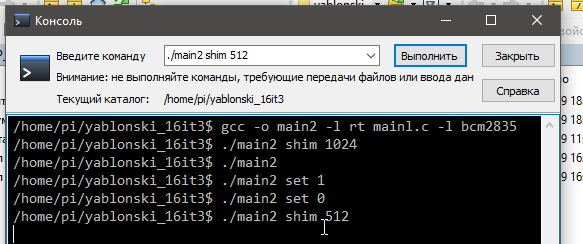 yablonski
Консоль
Введите команду
./main2 shim 512
Выполнить
Закрыть
Внимание: не выполняйте команды, требующие передачи файлов или ввода дан
Текущий каталог: /home/pi/yablonski_16it3
Справка
/home/pi/yablonski_16it3$ gcc -o main2 -l rt main1.c -l bcm2835
/home/pi/yablonski_16it3$ ./main2 shim 1024
/home/pi/yablonski_16it3$ ./main2
/home/pi/yablonski_16it3$ ./main2 set 1
/home/pi/yablonski_16it3$ ./main2 set 0
/home/pi/yablonski_16it3$ ./main2 shim 512